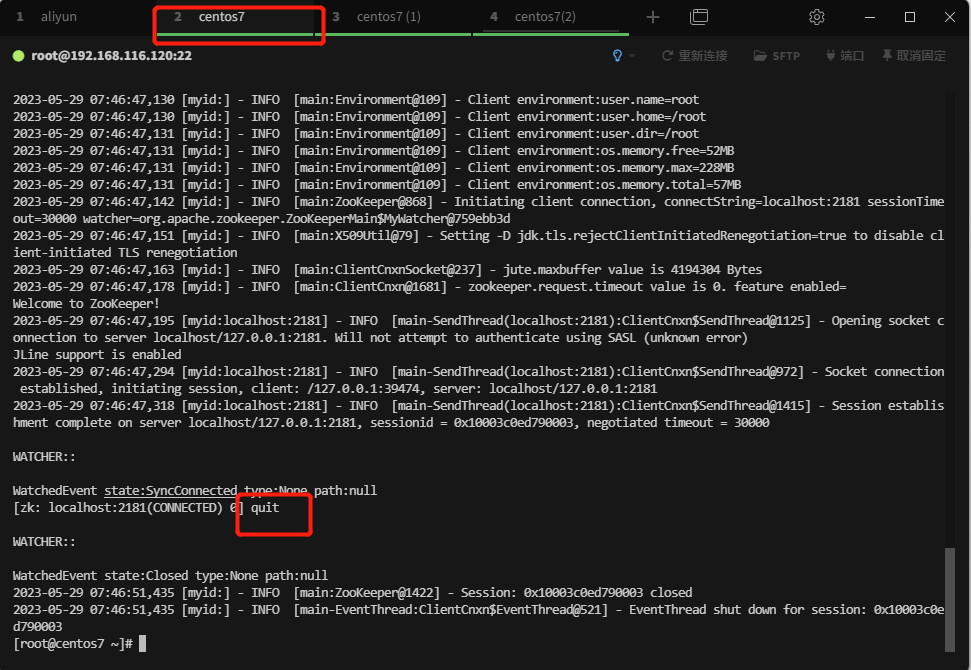 1 aliyun 2 centos7 3 centos7 (1) 4 centos7(2)
root@192.168.116.120:22 重新连接 SFTP 端口 取消固定
2023-05-29 07:46:47,130 [myid:] - INFO  [main:Environment@109] - Client environment:user.name=root
2023-05-29 07:46:47,130 [myid:] - INFO  [main:Environment@109] - Client environment:user.home=/root
2023-05-29 07:46:47,131 [myid:] - INFO  [main:Environment@109] - Client environment:user.dir=/root
2023-05-29 07:46:47,131 [myid:] - INFO  [main:Environment@109] - Client environment:os.memory.free=52MB
2023-05-29 07:46:47,131 [myid:] - INFO  [main:Environment@109] - Client environment:os.memory.max=228MB
2023-05-29 07:46:47,131 [myid:] - INFO  [main:Environment@109] - Client environment:os.memory.total=57MB
2023-05-29 07:46:47,142 [myid:] - INFO  [main:ZooKeeper@868] - Initiating client connection, connectString=localhost:2181 sessionTime
out=30000 watcher=org.apache.zookeeper.ZooKeeperMain$MyWatcher@759ebb3d
2023-05-29 07:46:47,151 [myid:] - INFO  [main:X509Util@79] - Setting -D jdk.tls.rejectClientInitiatedRenegotiation=true to disable cl
ient-initiated TLS renegotiation
2023-05-29 07:46:47,163 [myid:] - INFO  [main:ClientCnxnSocket@237] - jute.maxbuffer value is 4194304 Bytes
2023-05-29 07:46:47,178 [myid:] - INFO  [main:ClientCnxn@1681] - zookeeper.request.timeout value is 0. feature enabled=
Welcome to ZooKeeper!
2023-05-29 07:46:47,195 [myid:localhost:2181] - INFO  [main-SendThread(localhost:2181):ClientCnxn$SendThread@1125] - Opening socket c
onnection to server localhost/127.0.0.1:2181. Will not attempt to authenticate using SASL (unknown error)
JLine support is enabled
2023-05-29 07:46:47,294 [myid:localhost:2181] - INFO  [main-SendThread(localhost:2181):ClientCnxn$SendThread@972] - Socket connection
 established, initiating session, client: /127.0.0.1:39474, server: localhost/127.0.0.1:2181
2023-05-29 07:46:47,318 [myid:localhost:2181] - INFO  [main-SendThread(localhost:2181):ClientCnxn$SendThread@1415] - Session establis
hment complete on server localhost/127.0.0.1:2181, sessionid = 0x10003c0ed790003, negotiated timeout = 30000
WATCHER::
WatchedEvent state:SyncConnected type:None path:null
[zk: localhost:2181(CONNECTED) 0] quit
WATCHER::
WatchedEvent state:Closed type:None path:null
2023-05-29 07:46:51,435 [myid:] - INFO  [main:ZooKeeper@1422] - Session: 0x10003c0ed790003 closed
2023-05-29 07:46:51,435 [myid:] - INFO  [main-EventThread:ClientCnxn$EventThread@521] - EventThread shut down for session: 0x10003c0e
d790003
[root@centos7 ~]#